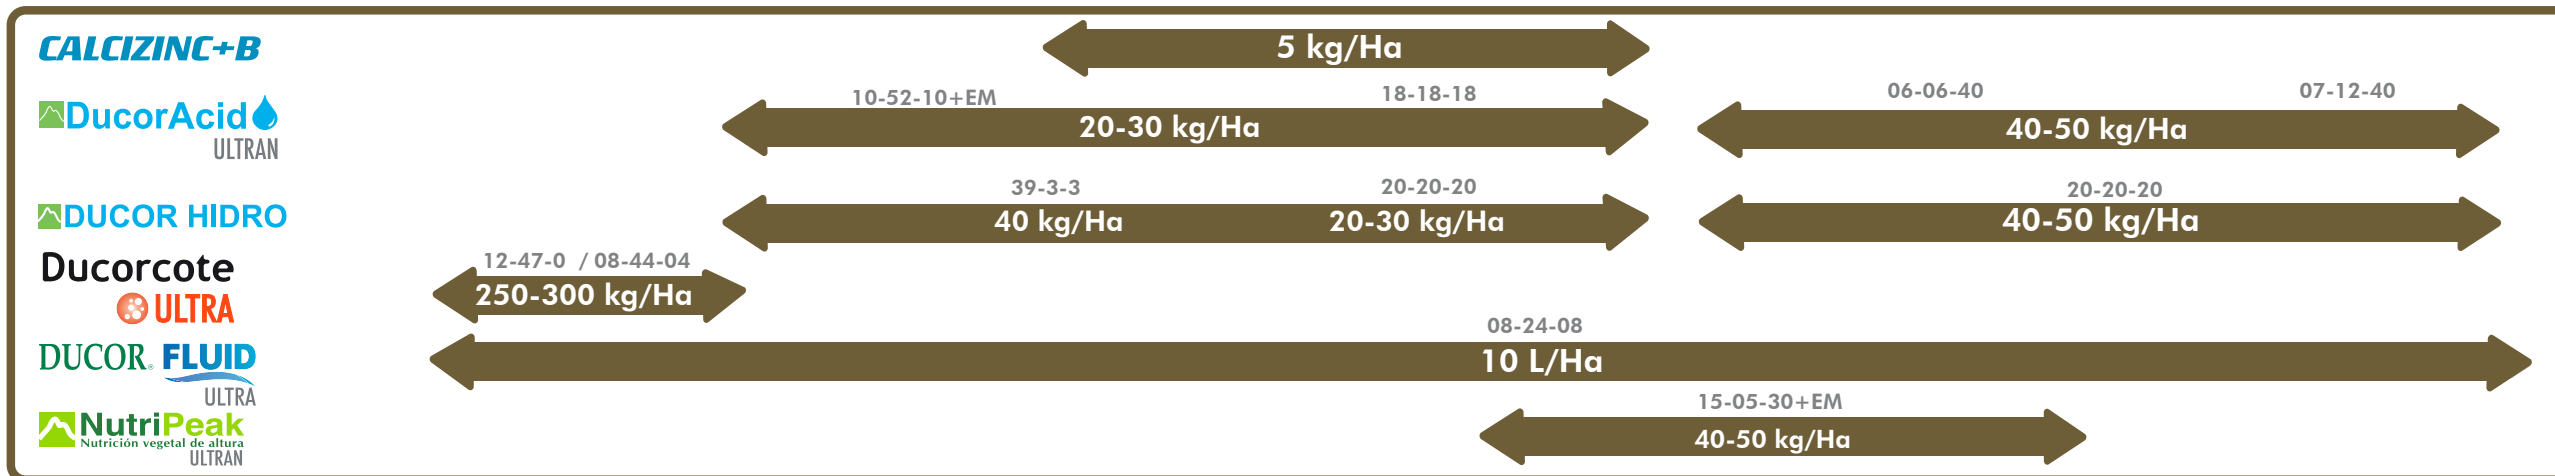 CALCIZINC+B
5 kg/Ha
DucorAcid
ULTRAN
10-52-10+EM
18-18-18
20-30 kg/Ha
06-06-40
07-12-40
40-50 kg/Ha
DUCOR HIDRO
39-3-3
20-20-20
40 kg/Ha
20-30 kg/Ha
20-20-20
40-50 kg/Ha
Ducorcote
ULTRA
12-47-0 / 08-44-04
250-300 kg/Ha
DUCOR® FLUID
ULTRA
08-24-08
10 L/Ha
NutriPeak
Nutrición vegetal de altura
ULTRAN
15-05-30+EM
40-50 kg/Ha